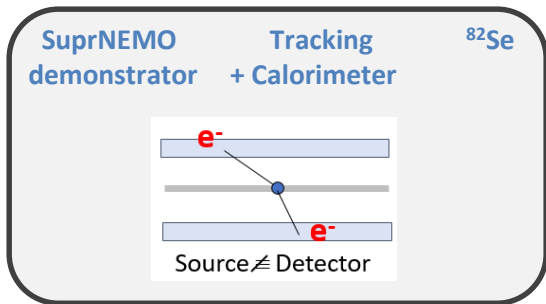 SuprNEMO Tracking ⁸²Se
demonstrator + Calorimeter
e⁻
e⁻
Source ≠ Detector